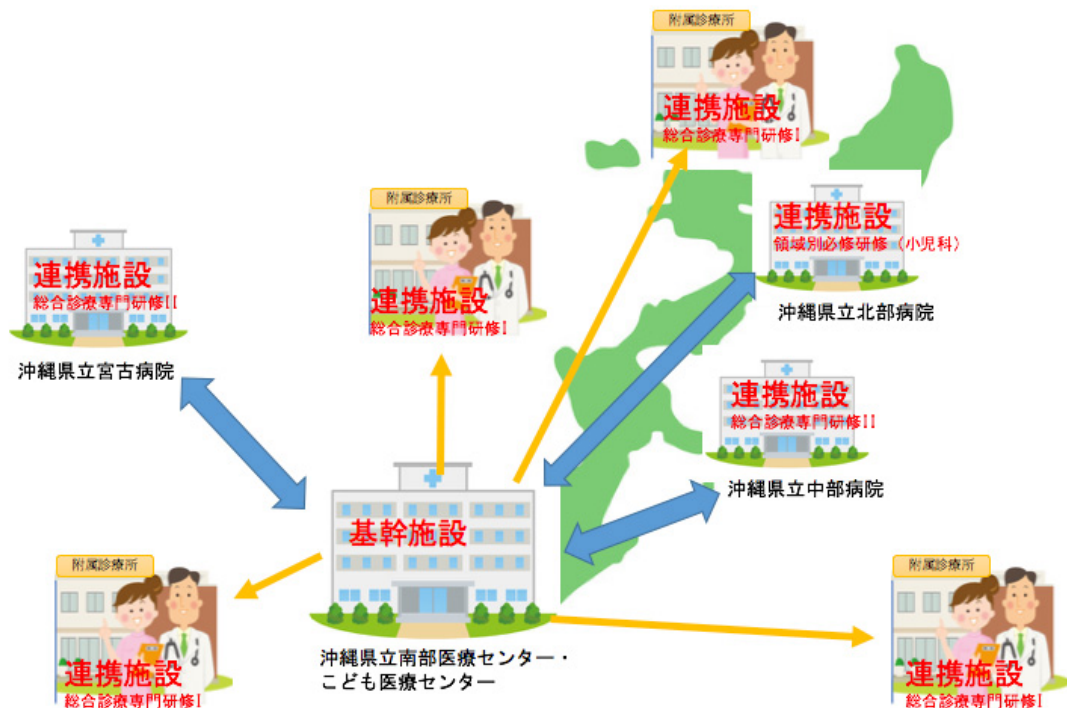 附属診療所
連携施設
総合診療専門研修I
附属診療所
連携施設
総合診療専門研修I
連携施設
領域別必修研修（小児科）
沖縄県立北部病院
連携施設
総合診療専門研修II
沖縄県立宮古病院
連携施設
総合診療専門研修II
沖縄県立中部病院
基幹施設
沖縄県立南部医療センター・
こども医療センター
附属診療所
連携施設
総合診療専門研修I
附属診療所
連携施設
総合診療専門研修I